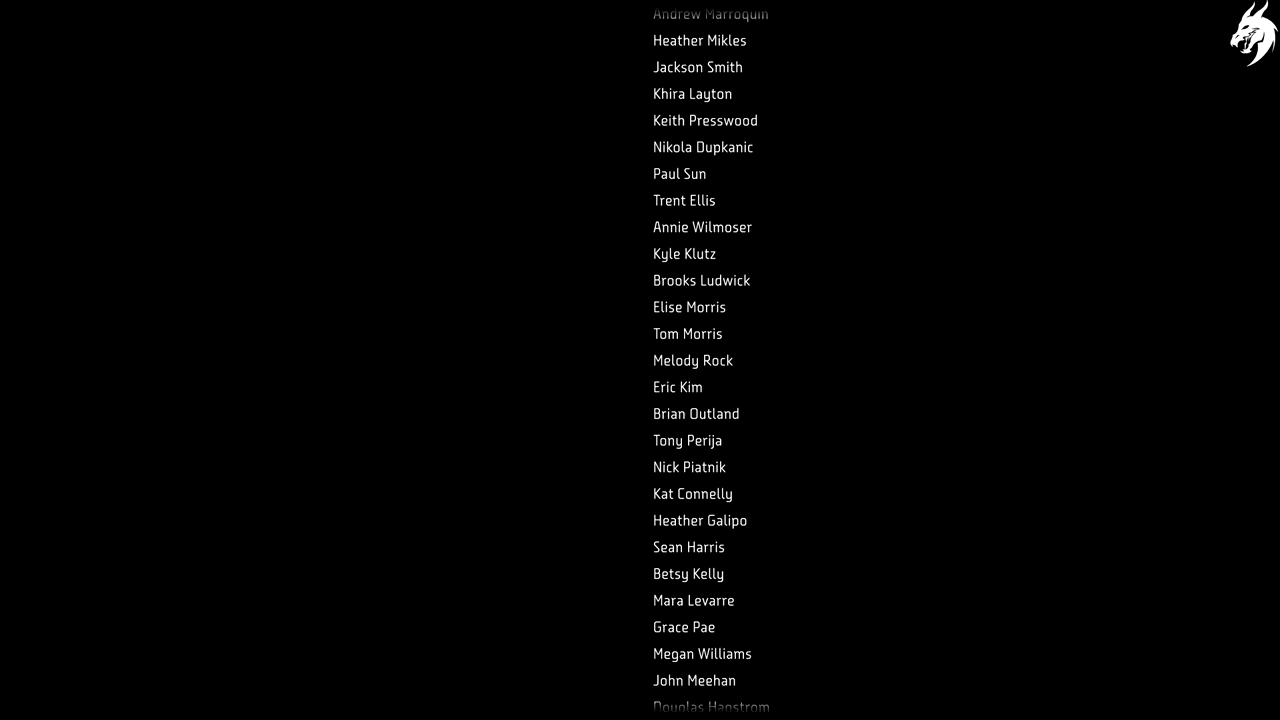 Andrew Marroquin
Heather Mikles
Jackson Smith
Khira Layton
Keith Presswood
Nikola Dupkanic
Paul Sun
Trent Ellis
Annie Wilmoser
Kyle Klutz
Brooks Ludwick
Elise Morris
Tom Morris
Melody Rock
Eric Kim
Brian Outland
Tony Perija
Nick Piatnik
Kat Connelly
Heather Galipo
Sean Harris
Betsy Kelly
Mara Levarre
Grace Pae
Megan Williams
John Meehan
Douglas